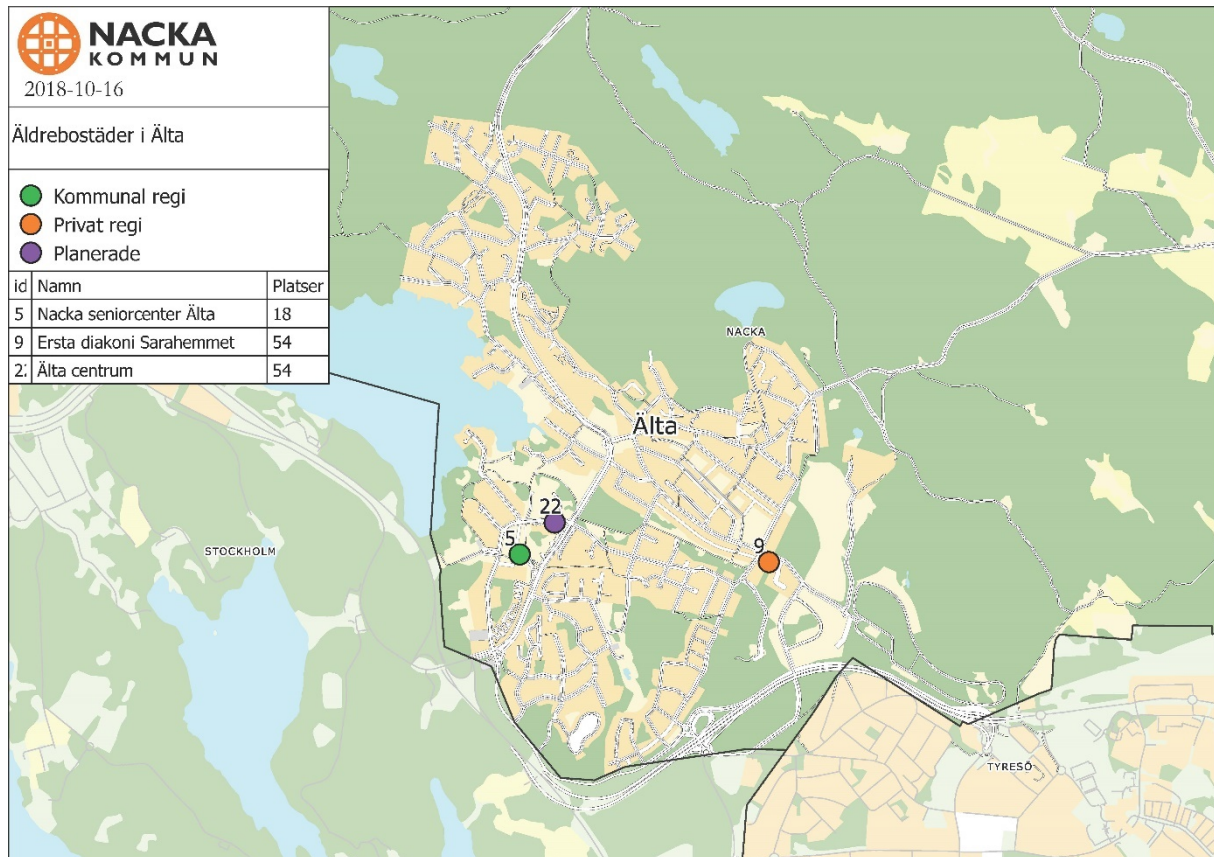 NACKA
KOMMUN
2018-10-16
Äldrebostäder i Älta
Kommunal regi
Privat regi
Planerade
id Namn Platser
5 Nacka seniorcenter Älta 18
9 Ersta diakoni Sarahemmet 54
2: Älta centrum 54
NACKA
Älta
22
5
9
STOCKHOLM
TYRESÖ